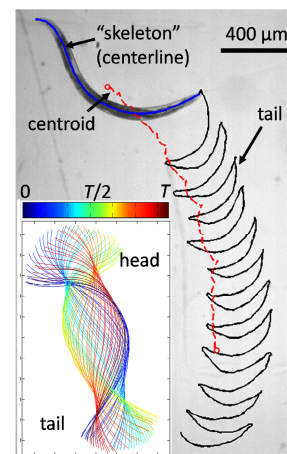 “skeleton”
(centerline)
400 μm
centroid
tail
0 T/2 T
head
tail